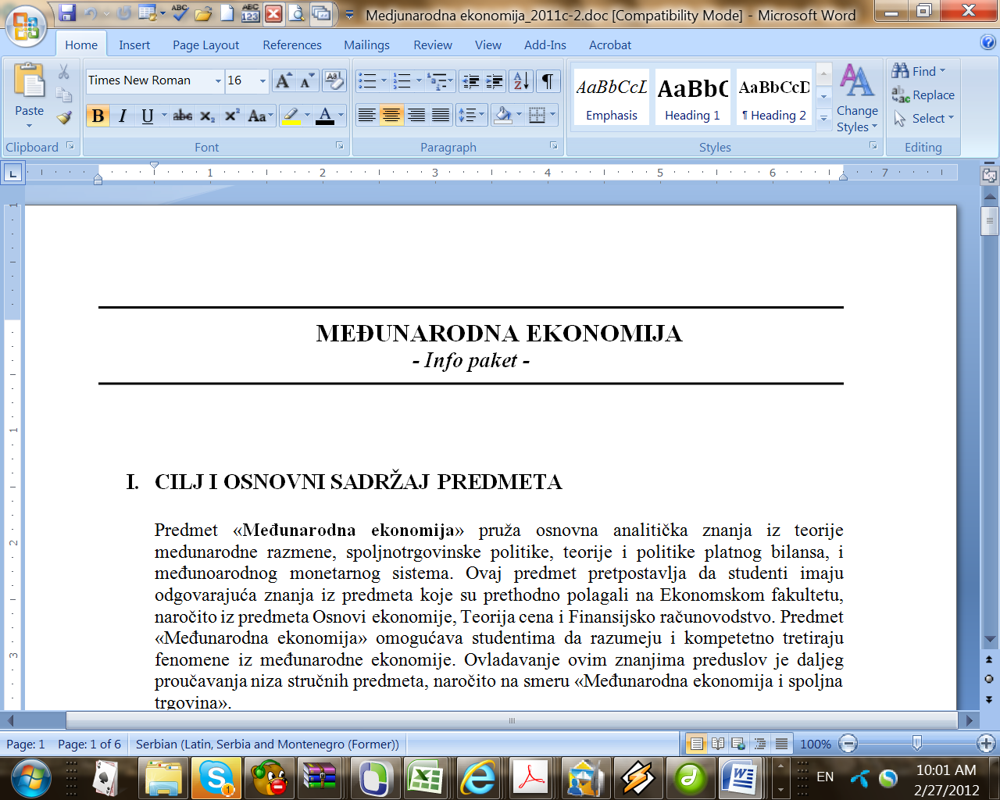 Medjunarodna ekonomija_2011c-2.doc [Compatibility Mode] - Microsoft Word
Home Insert Page Layout References Mailings Review View Add-Ins Acrobat
Times New Roman 16
Paste
AaBbCcL AaBbC AaBbCcD
Emphasis Heading 1 ¶ Heading 2
Change Styles
Find
Replace
Select
Clipboard Font Paragraph Styles Editing
1 2 3 4 5 6 7
MEĐUNARODNA EKONOMIJA
- Info paket -
I. CILJ I OSNOVNI SADRŽAJ PREDMETA
Predmet «Međunarodna ekonomija» pruža osnovna analitička znanja iz teorije
medunarodne razmene, spoljnotrgovinske politike, teorije i politike platnog bilansa, i
međunoarodnog monetarnog sistema. Ovaj predmet pretpostavlja da studenti imaju
odgovarajuća znanja iz predmeta koje su prethodno polagali na Ekonomskom fakultetu,
naročito iz predmeta Osnovi ekonomije, Teorija cena i Finansijsko računovodstvo. Predmet
«Međunarodna ekonomija» omogućava studentima da razumeju i kompetetno tretiraju
fenomene iz međunarodne ekonomije. Ovladavanje ovim znanjima preduslov je daljeg
proučavanja niza stručnih predmeta, naročito na smeru «Međunarodna ekonomija i spoljna
trgovina».
Page: 1 Page: 1 of 6 Serbian (Latin, Serbia and Montenegro (Former)) 100%
EN 10:01 AM
2/27/2012